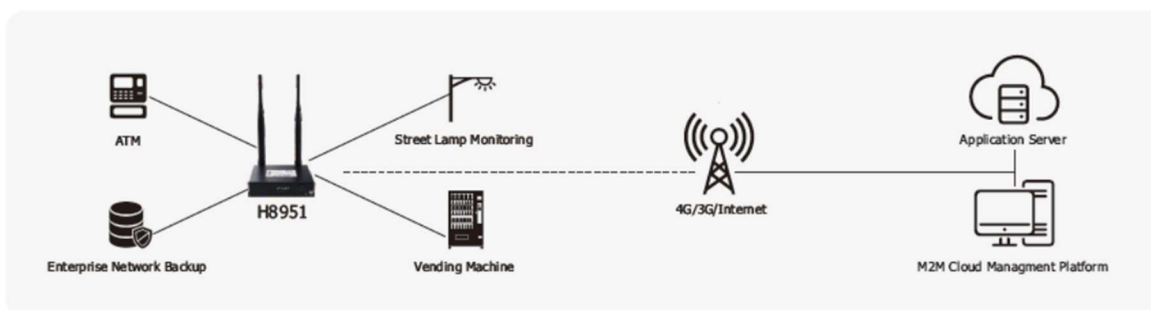 ATM
Street Lamp Monitoring
Application Server
H8951
4G/3G/Internet
Enterprise Network Backup
Vending Machine
M2M Cloud Managment Platform